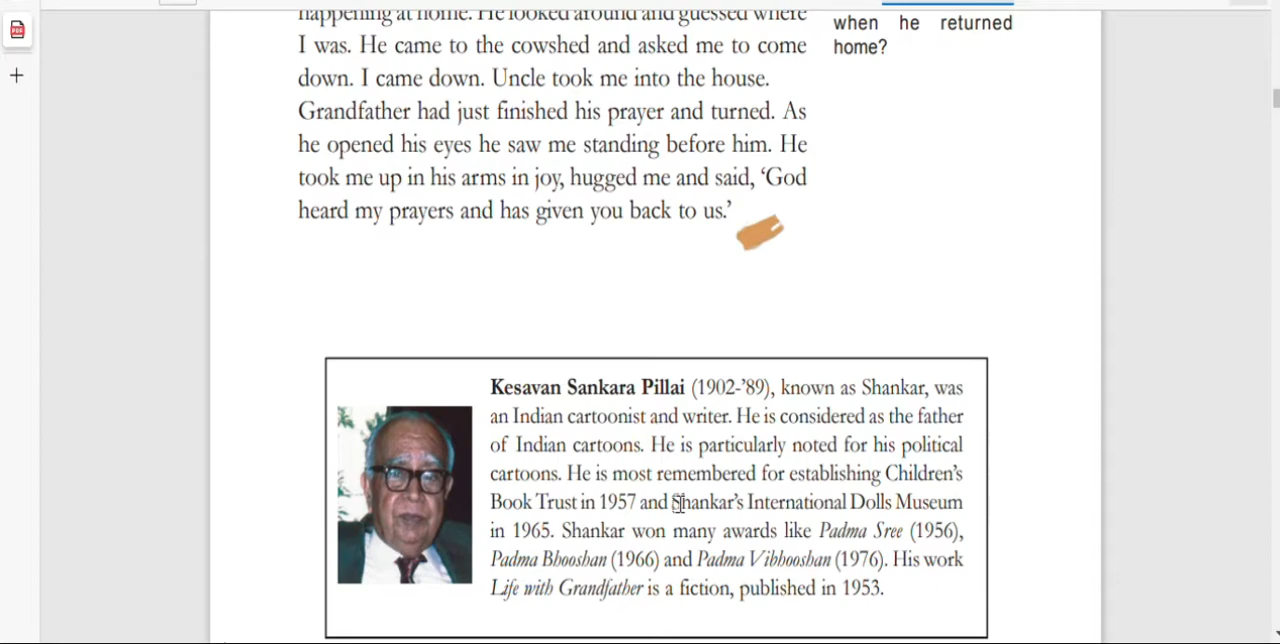 happening at home. He looked around and guessed where
I was. He came to the cowshed and asked me to come
down. I came down. Uncle took me into the house.
Grandfather had just finished his prayer and turned. As
he opened his eyes he saw me standing before him. He
took me up in his arms in joy, hugged me and said, ‘God
heard my prayers and has given you back to us.’
when he returned
home?
Kesavan Sankara Pillai (1902-’89), known as Shankar, was
an Indian cartoonist and writer. He is considered as the father
of Indian cartoons. He is particularly noted for his political
cartoons. He is most remembered for establishing Children’s
Book Trust in 1957 and Shankar’s International Dolls Museum
in 1965. Shankar won many awards like Padma Sree (1956),
Padma Bhooshan (1966) and Padma Vibhooshan (1976). His work
Life with Grandfather is a fiction, published in 1953.